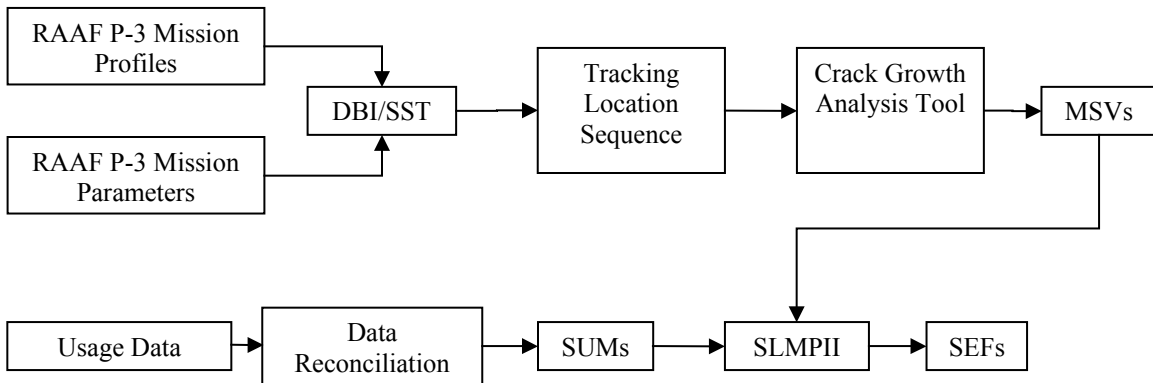 RAAF P-3 Mission
Profiles
DBI/SST
RAAF P-3 Mission
Parameters
Tracking
Location
Sequence
Crack Growth
Analysis Tool
MSVs
Usage Data
Data
Reconciliation
SUMs
SLMPII
SEFs